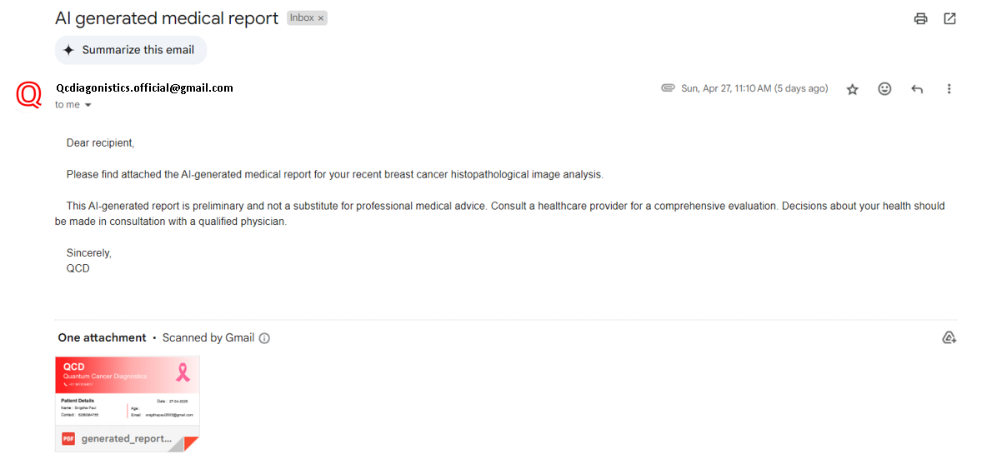 AI generated medical report Inbox ×
Summarize this email
Q
Qcdiagonistics.official@gmail.com
Sun, Apr 27, 11:10 AM (5 days ago)
to me
Dear recipient,
Please find attached the AI-generated medical report for your recent breast cancer histopathological image analysis.
This AI-generated report is preliminary and not a substitute for professional medical advice. Consult a healthcare provider for a comprehensive evaluation. Decisions about your health should
be made in consultation with a qualified physician.
Sincerely,
QCD
One attachment • Scanned by Gmail
QCD
Quantum Cancer Diagnostics
Patient Details
Date :
Name :
Age :
Contact :
Email :
PDF generated_report...